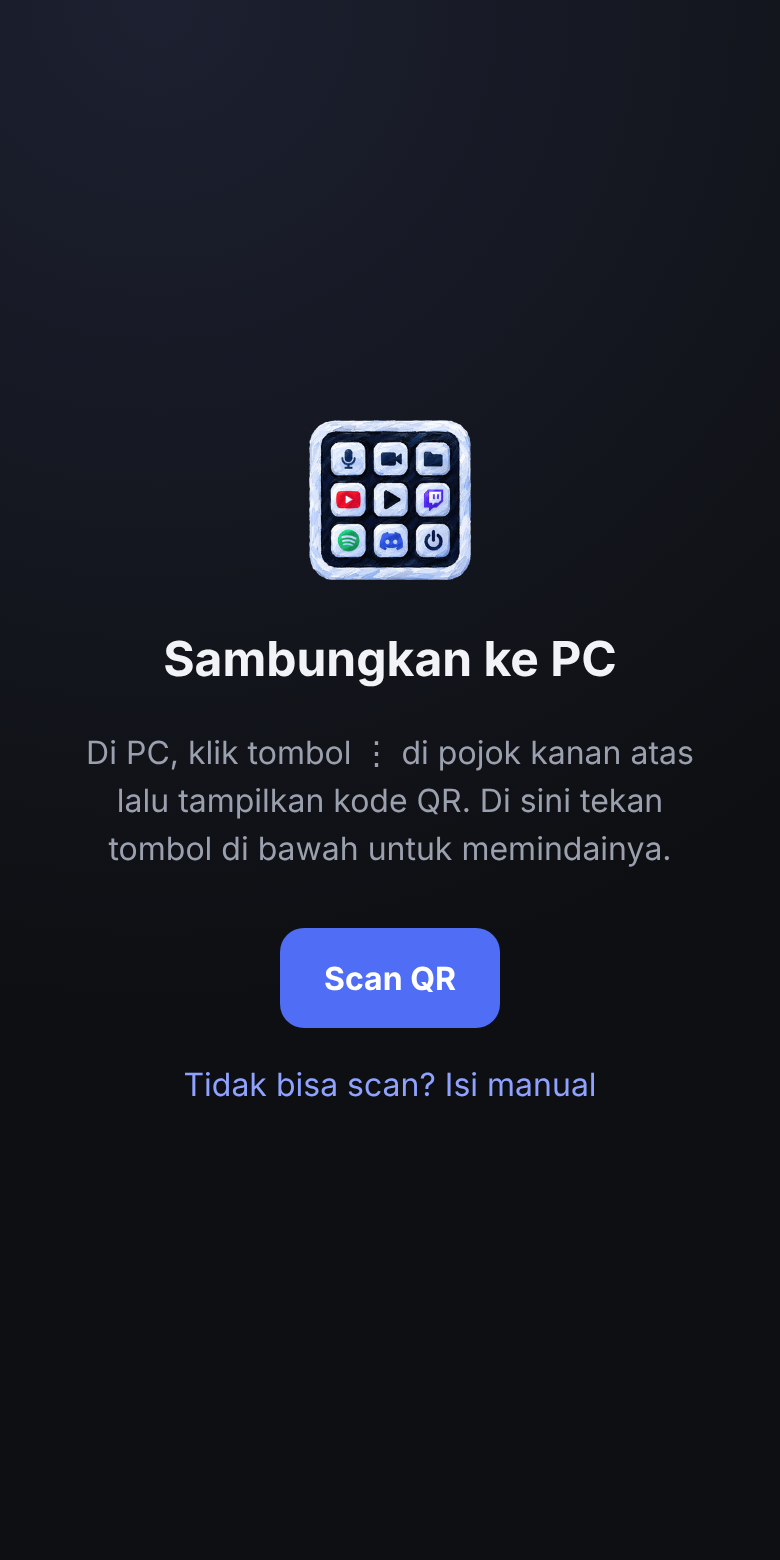 Sambungkan ke PC
Di PC, klik tombol ⋮ di pojok kanan atas
lalu tampilkan kode QR. Di sini tekan
tombol di bawah untuk memindainya.
Scan QR
Tidak bisa scan? Isi manual